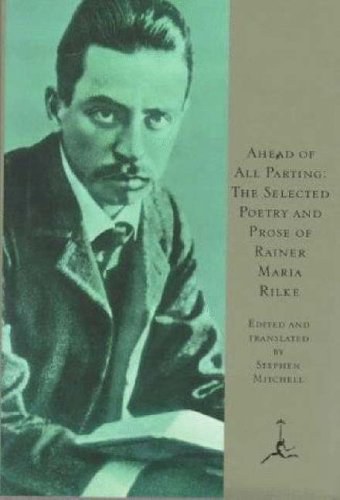 AHEAD OF
ALL PARTING:
THE SELECTED
POETRY AND
PROSE OF
RAINER
MARIA
RILKE
EDITED AND
TRANSLATED
BY
STEPHEN
MITCHELL